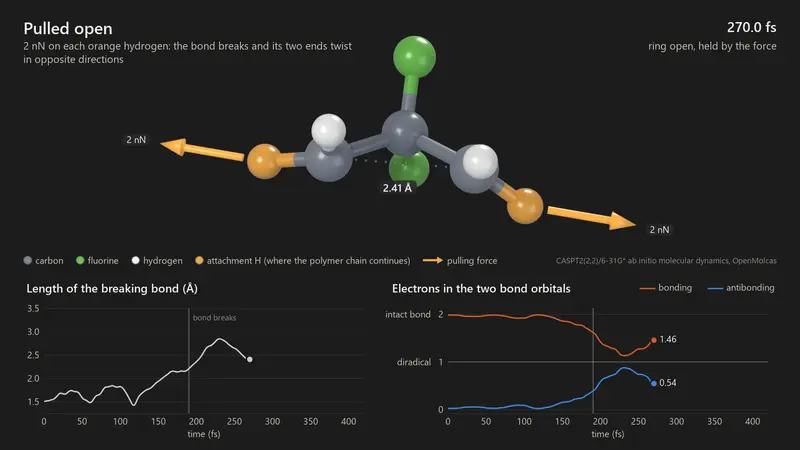 Pulled open
270.0 fs
2 nN on each orange hydrogen: the bond breaks and its two ends twist
in opposite directions
ring open, held by the force
2 nN
2.41 Å
2 nN
carbon
fluorine
hydrogen
attachment H (where the polymer chain continues)
pulling force
CASPT2(2,2)/6-31G* ab initio molecular dynamics, OpenMolcas
Length of the breaking bond (Å)
3.5
3.0
2.5
2.0
1.5
bond breaks
0 50 100 150 200 250 300 350 400
time (fs)
Electrons in the two bond orbitals
bonding
antibonding
intact bond 2
diradical 1
0
1.46
0.54
0 50 100 150 200 250 300 350 400
time (fs)